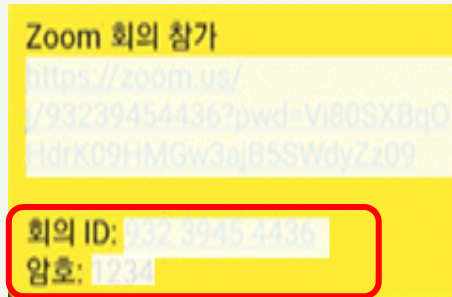 Zoom 회의 참가
https://zoom.us/
j/93239454436?pwd=Vi80SXBqO
HdrK09HMGw3ajB5SWdyZz09
회의 ID: 932 3945 4436
암호: 1234